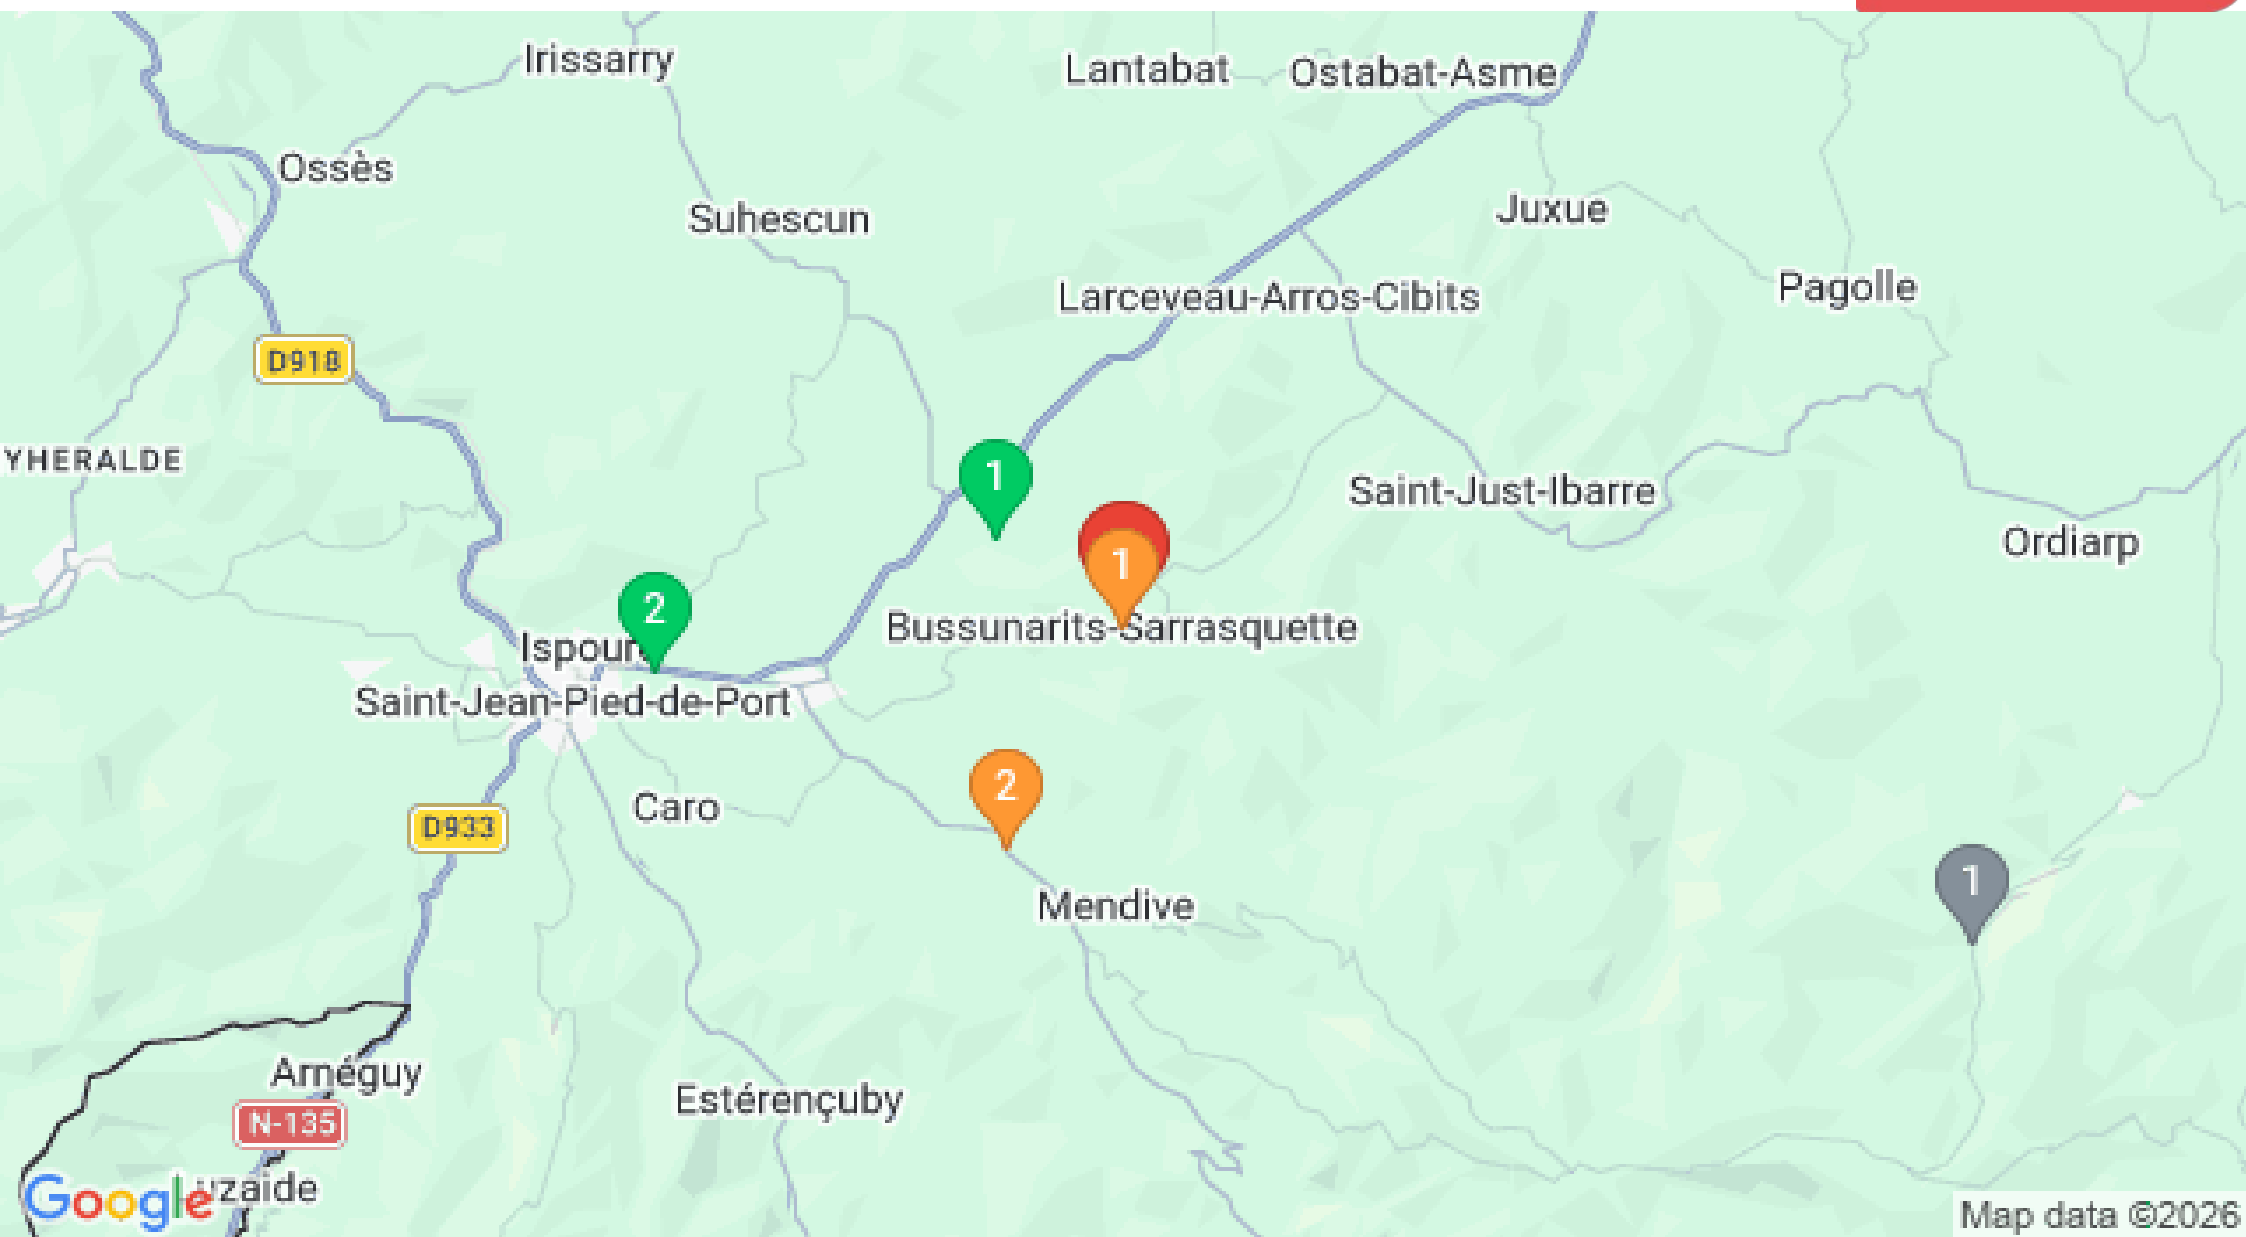 Irissarry
Lantabat
Ostabat-Asme
Ossès
Suhescun
Juxue
Larceveau-Arros-Cibits
Pagolle
D918
YHERALDE
1
Saint-Just-Ibarre
1
Ordiarp
2
Ispour
Bussunarits-Sarrasquette
Saint-Jean-Pied-de-Port
2
Caro
D933
1
Mendive
Arnéguy
Estérençuby
N-135
uzaide
Google
Map data ©2026